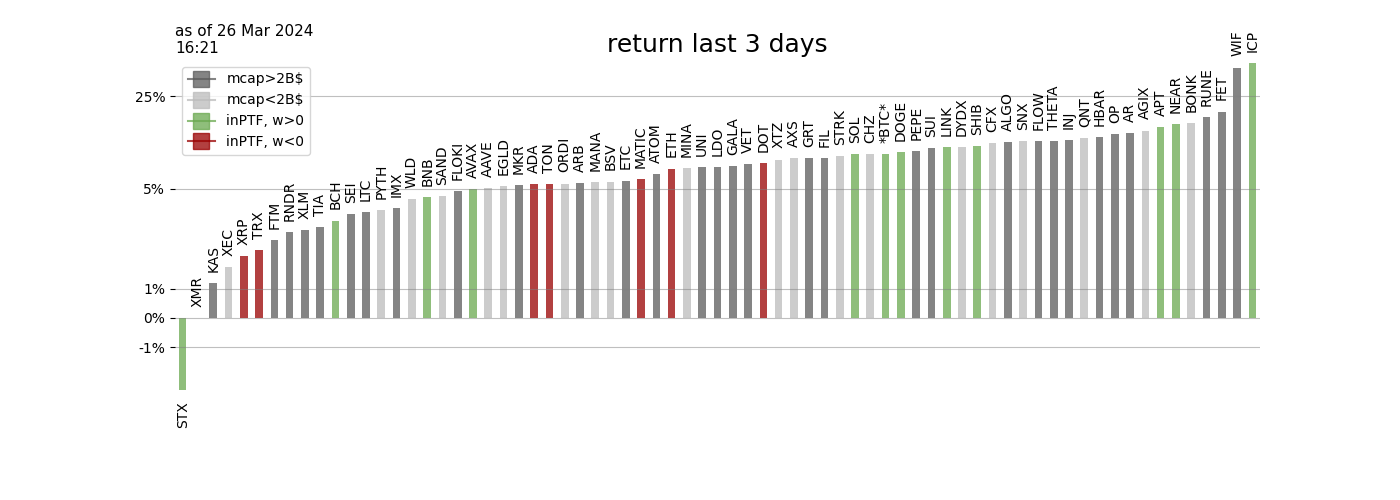 as of 26 Mar 2024
16:21
return last 3 days
mcap>2B$
mcap<2B$
inPTF, w>0
inPTF, w<0
25%
5%
1%
0%
-1%
STX
XMR
KAS
XEC
XRP
TRX
FTM
RNDR
XLM
TIA
BCH
SEI
LTC
PYTH
IMX
WLD
BNB
SAND
FLOKI
AVAX
AAVE
EGLD
MKR
ADA
TON
ORDI
ARB
MANA
BSV
ETC
MATIC
ATOM
ETH
MINA
UNI
LDO
GALA
VET
DOT
XTZ
AXS
GRT
FIL
STRK
SOL
CHZ
*BTC*
DOGE
PEPE
SUI
LINK
DYDX
SHIB
CFX
ALGO
SNX
FLOW
THETA
INJ
QNT
HBAR
OP
AR
AGIX
APT
NEAR
BONK
RUNE
FET
WIF
ICP